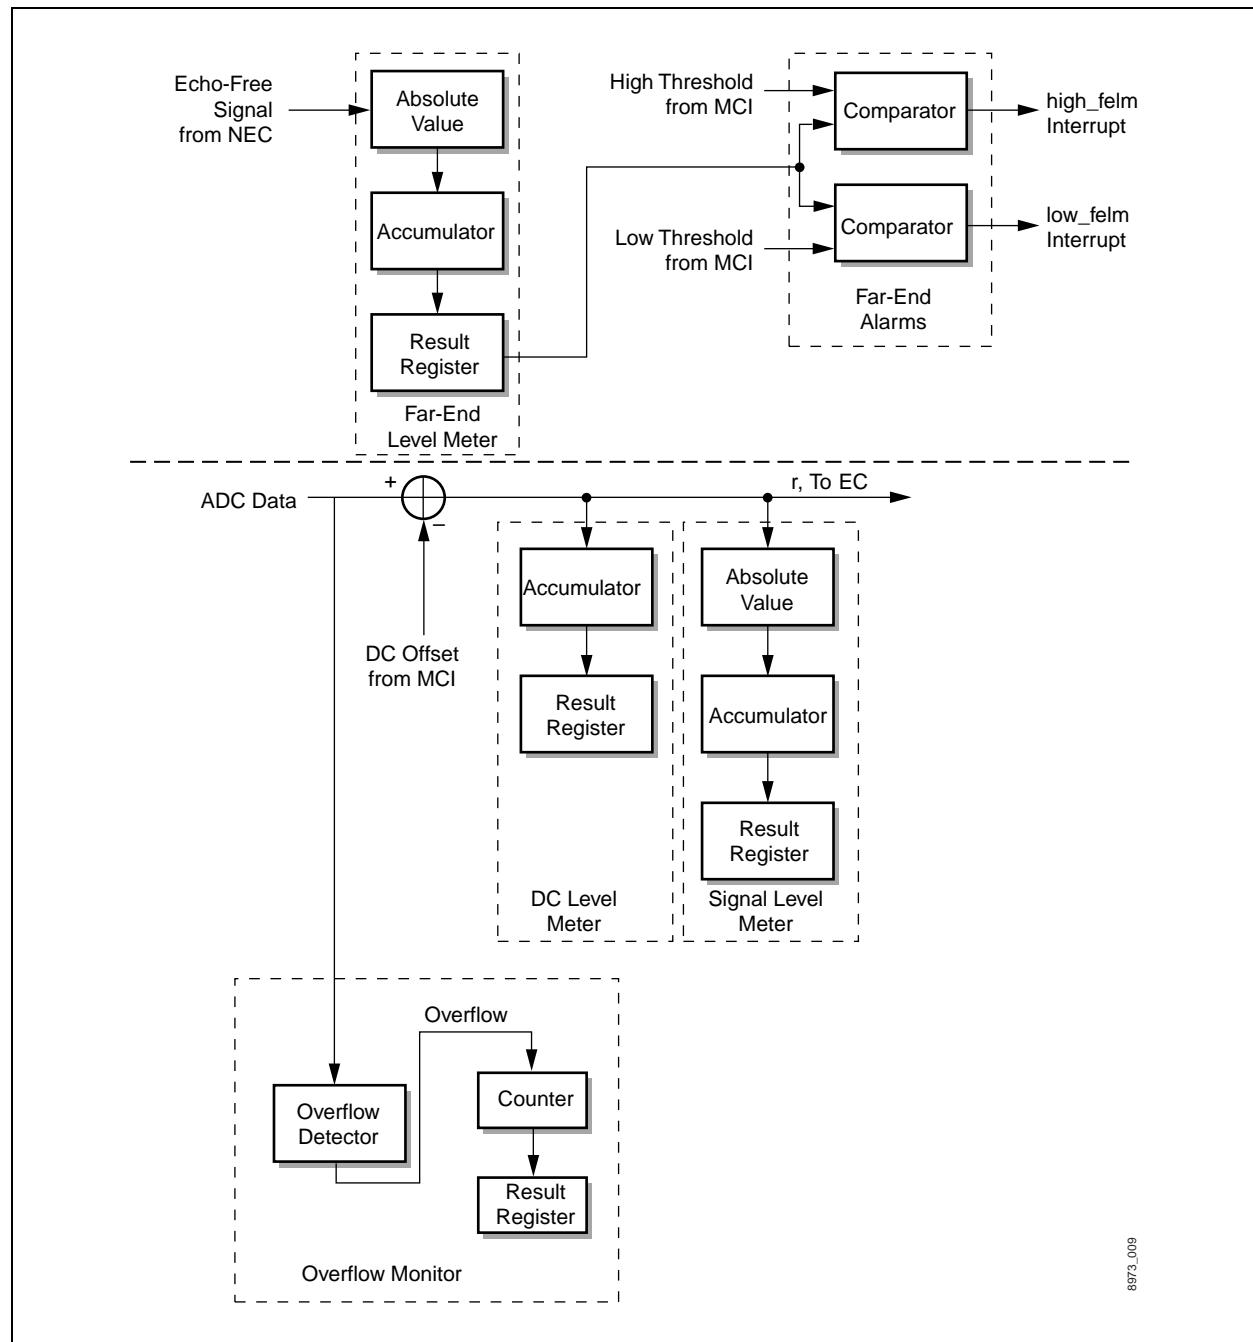 Echo-Free
Signal
from NEC
Absolute
Value
Accumulator
Result
Register
Far-End
Level Meter
High Threshold
from MCI
Low Threshold
from MCI
Comparator
Comparator
Far-End
Alarms
high_felm
Interrupt
low_felm
Interrupt
ADC Data
+
–
r, To EC
DC Offset
from MCI
Accumulator
Result
Register
DC Level
Meter
Absolute
Value
Accumulator
Result
Register
Signal Level
Meter
Overflow
Overflow
Detector
Counter
Result
Register
Overflow Monitor
8973_009